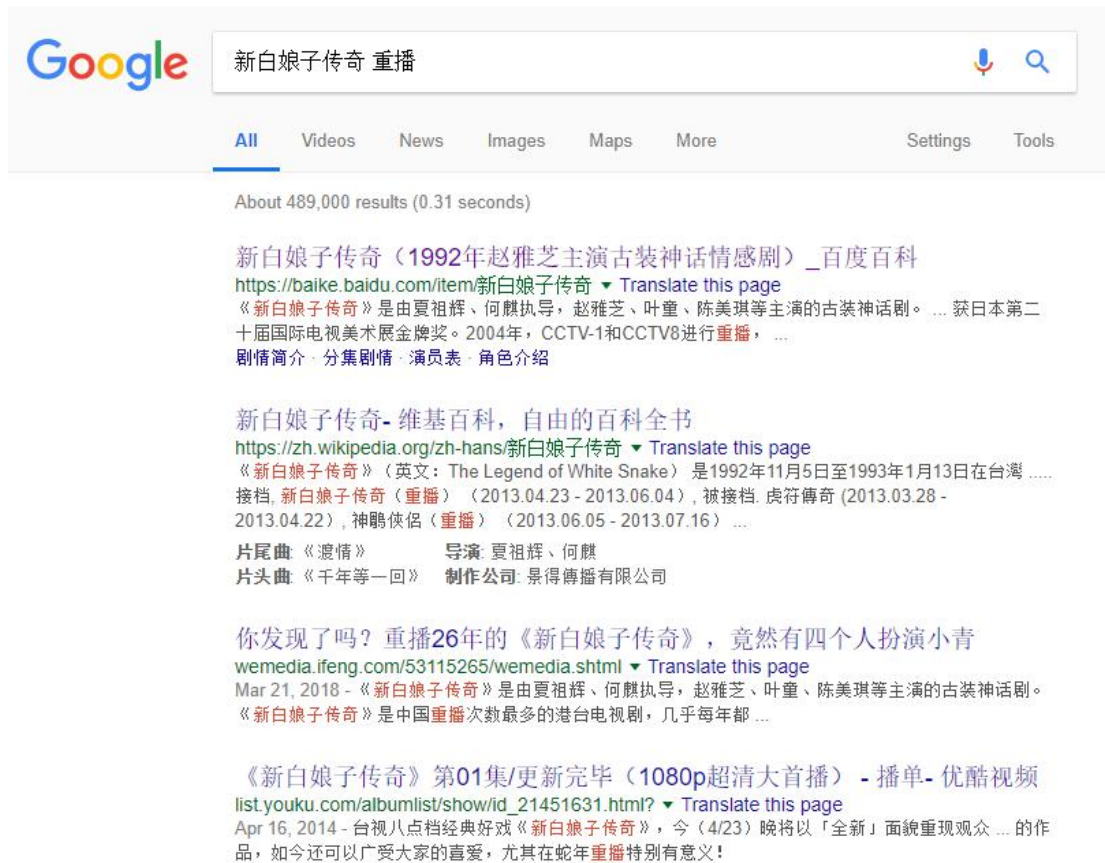 Google
新白娘子传奇 重播
All Videos News Images Maps More Settings Tools
About 489,000 results (0.31 seconds)
新白娘子传奇（1992年赵雅芝主演古装神话情感剧）_百度百科
https://baike.baidu.com/item/新白娘子传奇 ▾ Translate this page
《新白娘子传奇》是由夏祖辉、何麒执导，赵雅芝、叶童、陈美琪等主演的古装神话剧。 ... 获日本第二
十届国际电视美术展金牌奖。2004年，CCTV-1和CCTV8进行重播， ...
剧情简介 · 分集剧情 · 演员表 · 角色介绍
新白娘子传奇- 维基百科，自由的百科全书
https://zh.wikipedia.org/zh-hans/新白娘子传奇 ▾ Translate this page
《新白娘子传奇》（英文：The Legend of White Snake） 是1992年11月5日至1993年1月13日在台灣 .....
接档, 新白娘子传奇（重播） （2013.04.23 - 2013.06.04）, 被接档. 虎符傳奇 (2013.03.28 -
2013.04.22）, 神鵰俠侶（重播） （2013.06.05 - 2013.07.16） ...
片尾曲: 《渡情》 导演: 夏祖辉、何麒
片头曲: 《千年等一回》 制作公司: 景得傳播有限公司
你发现了吗？重播26年的《新白娘子传奇》，竟然有四个人扮演小青
wemedia.ifeng.com/53115265/wemedia.shtml ▾ Translate this page
Mar 21, 2018 - 《新白娘子传奇》是由夏祖辉、何麒执导，赵雅芝、叶童、陈美琪等主演的古装神话剧。
《新白娘子传奇》是中国重播次数最多的港台电视剧，几乎每年都 ...
《新白娘子传奇》第01集/更新完毕（1080p超清大首播） - 播单- 优酷视频
list.youku.com/albumlist/show/id_21451631.html? ▾ Translate this page
Apr 16, 2014 - 台视八点档经典好戏《新白娘子传奇》，今（4/23）晚将以「全新」面貌重现观众 ... 的作
品，如今还可以广受大家的喜爱，尤其在蛇年重播特别有意义！